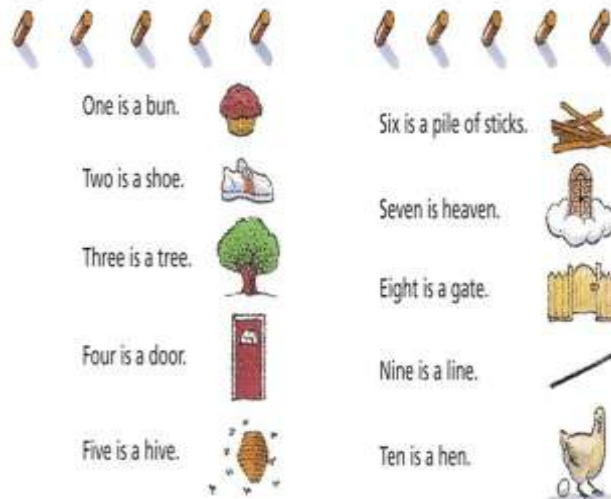 One is a bun.
Two is a shoe.
Three is a tree.
Four is a door.
Five is a hive.
Six is a pile of sticks.
Seven is heaven.
Eight is a gate.
Nine is a line.
Ten is a hen.